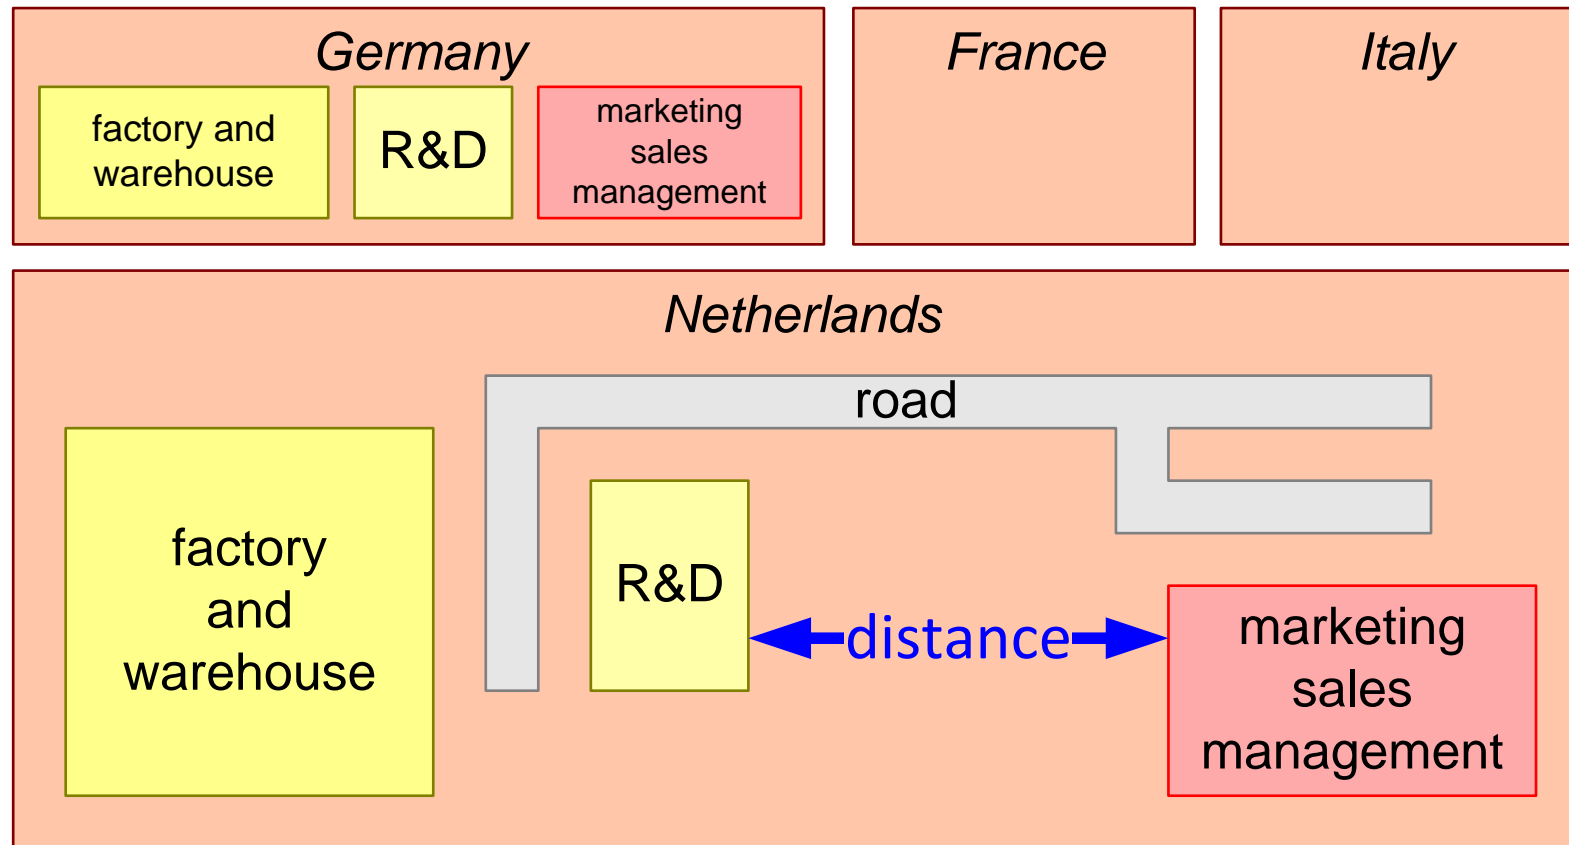 Germany
factory and
warehouse
R&D
marketing
sales
management
France
Italy
Netherlands
road
factory
and
warehouse
R&D
distance
marketing
sales
management